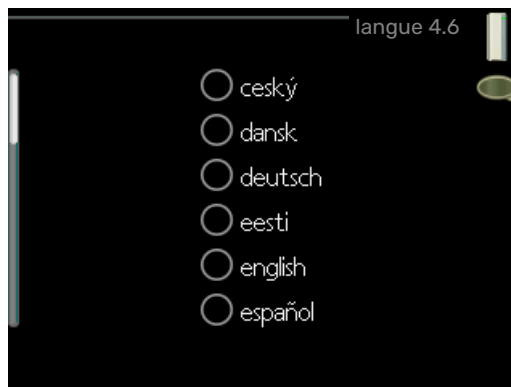 langue 4.6
ceský
dansk
deutsch
eesti
english
español